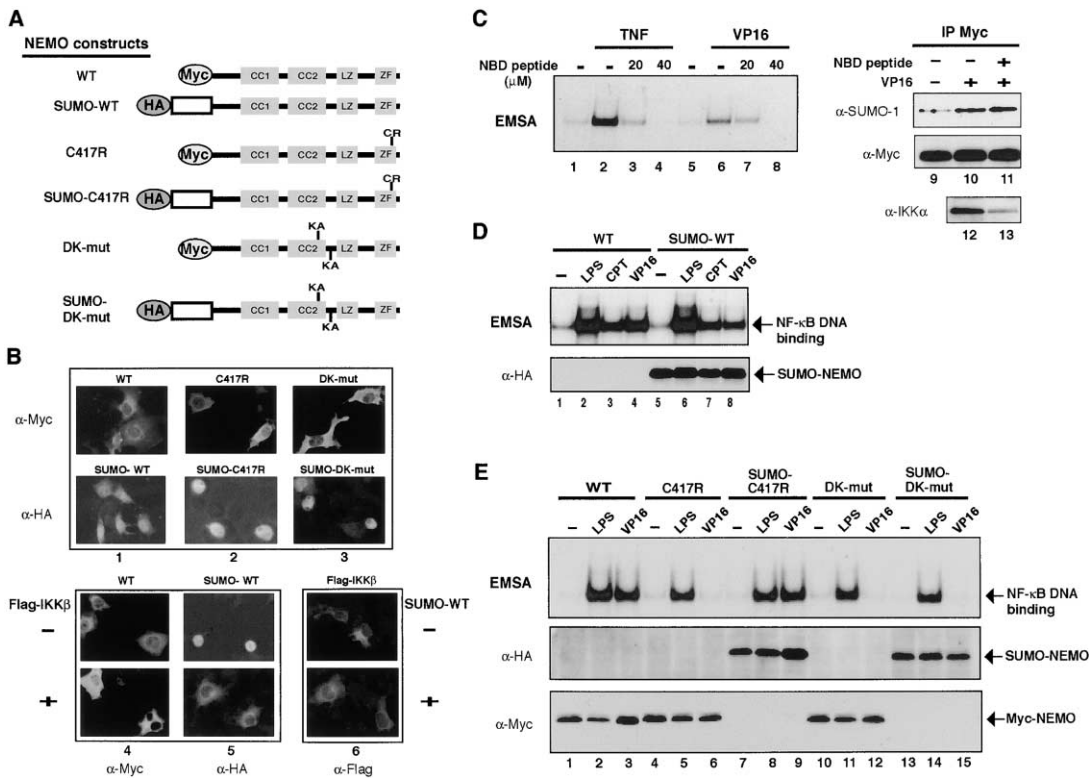 A
NEMO constructs
WT
Myc CC1 CC2 LZ ZF
SUMO-WT
HA CC1 CC2 LZ ZF
CR
C417R
Myc CC1 CC2 LZ ZF
CR
SUMO-C417R
HA CC1 CC2 LZ ZF
KA
DK-mut
Myc CC1 CC2 LZ ZF
KA
KA
SUMO-
DK-mut
HA CC1 CC2 LZ ZF
KA
B
WT C417R DK-mut
α-Myc
SUMO- WT SUMO-C417R SUMO-DK-mut
α-HA
1 2 3
WT SUMO- WT Flag-IKKβ
Flag-IKKβ SUMO-WT
– –
+ +
4 5 6
α-Myc α-HA α-Flag
C
TNF VP16
NBD peptide (μM) - - 20 40 - - 20 40
EMSA
1 2 3 4 5 6 7 8
IP Myc
NBD peptide – – +
VP16 – + +
α-SUMO-1
α-Myc
9 10 11
α-IKKα
12 13
D
WT SUMO-WT
– LPS CPT VP16 – LPS CPT VP16
EMSA
NF-κB DNA
binding
α-HA
SUMO-NEMO
1 2 3 4 5 6 7 8
E
WT C417R SUMO-C417R DK-mut SUMO-DK-mut
– LPS VP16 – LPS VP16 – LPS VP16 – LPS VP16 – LPS VP16
EMSA
NF-κB DNA
binding
α-HA
SUMO-NEMO
α-Myc
Myc-NEMO
1 2 3 4 5 6 7 8 9 10 11 12 13 14 15